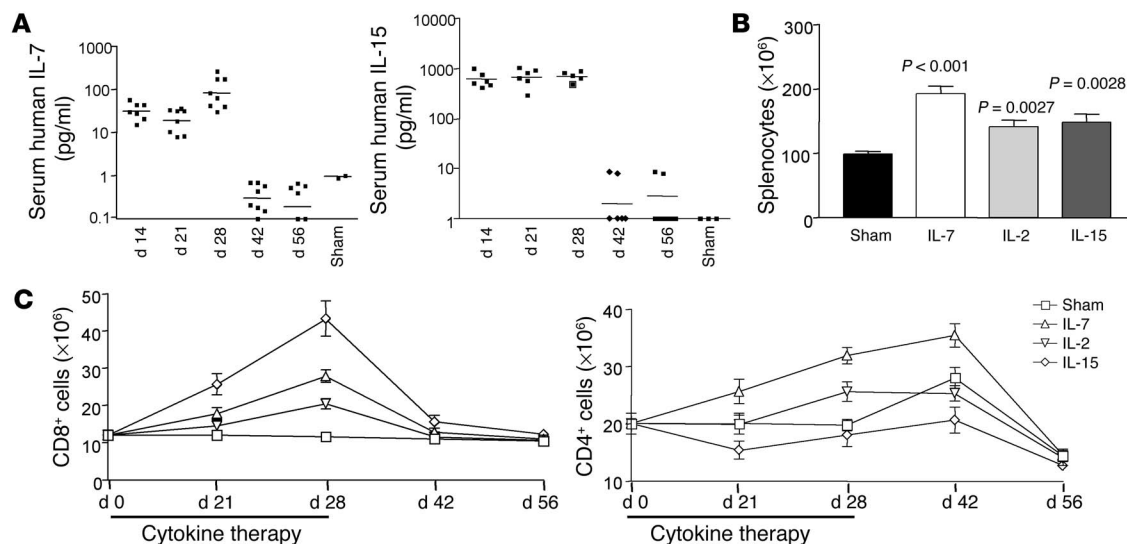 A
Serum human IL-7
(pg/ml)
1000
100
10
1
0.1
d 14
d 21
d 28
d 42
d 56
Sham
Serum human IL-15
(pg/ml)
10000
1000
100
10
1
d 14
d 21
d 28
d 42
d 56
Sham
B
Splenocytes (×10⁶)
300
200
100
0
P < 0.001
P = 0.0027
P = 0.0028
Sham IL-7 IL-2 IL-15
C
CD8⁺ cells (×10⁶)
50
40
30
20
10
0
d 0 d 21 d 28 d 42 d 56
Cytokine therapy
CD4⁺ cells (×10⁶)
40
30
20
10
d 0 d 21 d 28 d 42 d 56
Cytokine therapy
Sham
IL-7
IL-2
IL-15